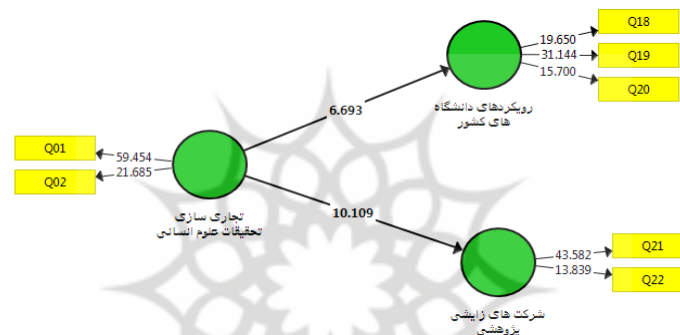 Q18
19.650
31.144
Q19
15.700
Q20
رویکردهای دانشگاه
های کشور
6.693
Q01
59.454
21.685
Q02
تجاری سازی
تحقیقات علوم انسانی
10.109
43.582
Q21
13.839
Q22
شرکت های زایشی
پژوهشی